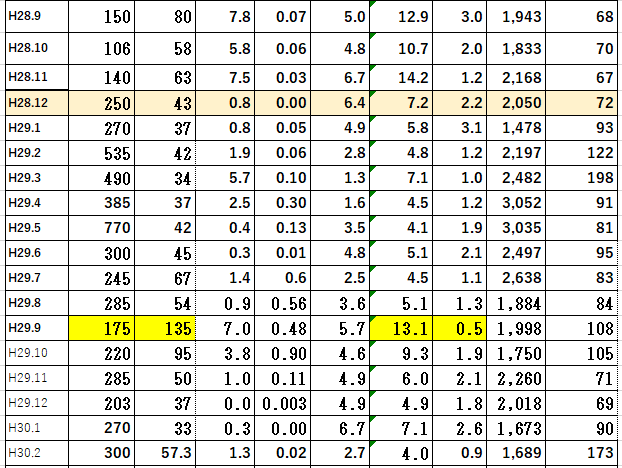 H28.9 150 80 7.8 0.07 5.0 12.9 3.0 1,943 68
H28.10 106 58 5.8 0.06 4.8 10.7 2.0 1,833 70
H28.11 140 63 7.5 0.03 6.7 14.2 1.2 2,168 67
H28.12 250 43 0.8 0.00 6.4 7.2 2.2 2,050 72
H29.1 270 37 0.8 0.05 4.9 5.8 3.1 1,478 93
H29.2 535 42 1.9 0.06 2.8 4.8 1.2 2,197 122
H29.3 490 34 5.7 0.10 1.3 7.1 1.0 2,482 198
H29.4 385 37 2.5 0.30 1.6 4.5 1.2 3,052 91
H29.5 770 42 0.4 0.13 3.5 4.1 1.9 3,035 81
H29.6 300 45 0.3 0.01 4.8 5.1 2.1 2,497 95
H29.7 245 67 1.4 0.6 2.5 4.5 1.1 2,638 83
H29.8 285 54 0.9 0.56 3.6 5.1 1.3 1,884 84
H29.9 175 135 7.0 0.48 5.7 13.1 0.5 1,998 108
H29.10 220 95 3.8 0.90 4.6 9.3 1.9 1,750 105
H29.11 285 50 1.0 0.11 4.9 6.0 2.1 2,260 71
H29.12 203 37 0.0 0.003 4.9 4.9 1.8 2,018 69
H30.1 270 33 0.3 0.00 6.7 7.1 2.6 1,673 90
H30.2 300 57.3 1.3 0.02 2.7 4.0 0.9 1,689 173